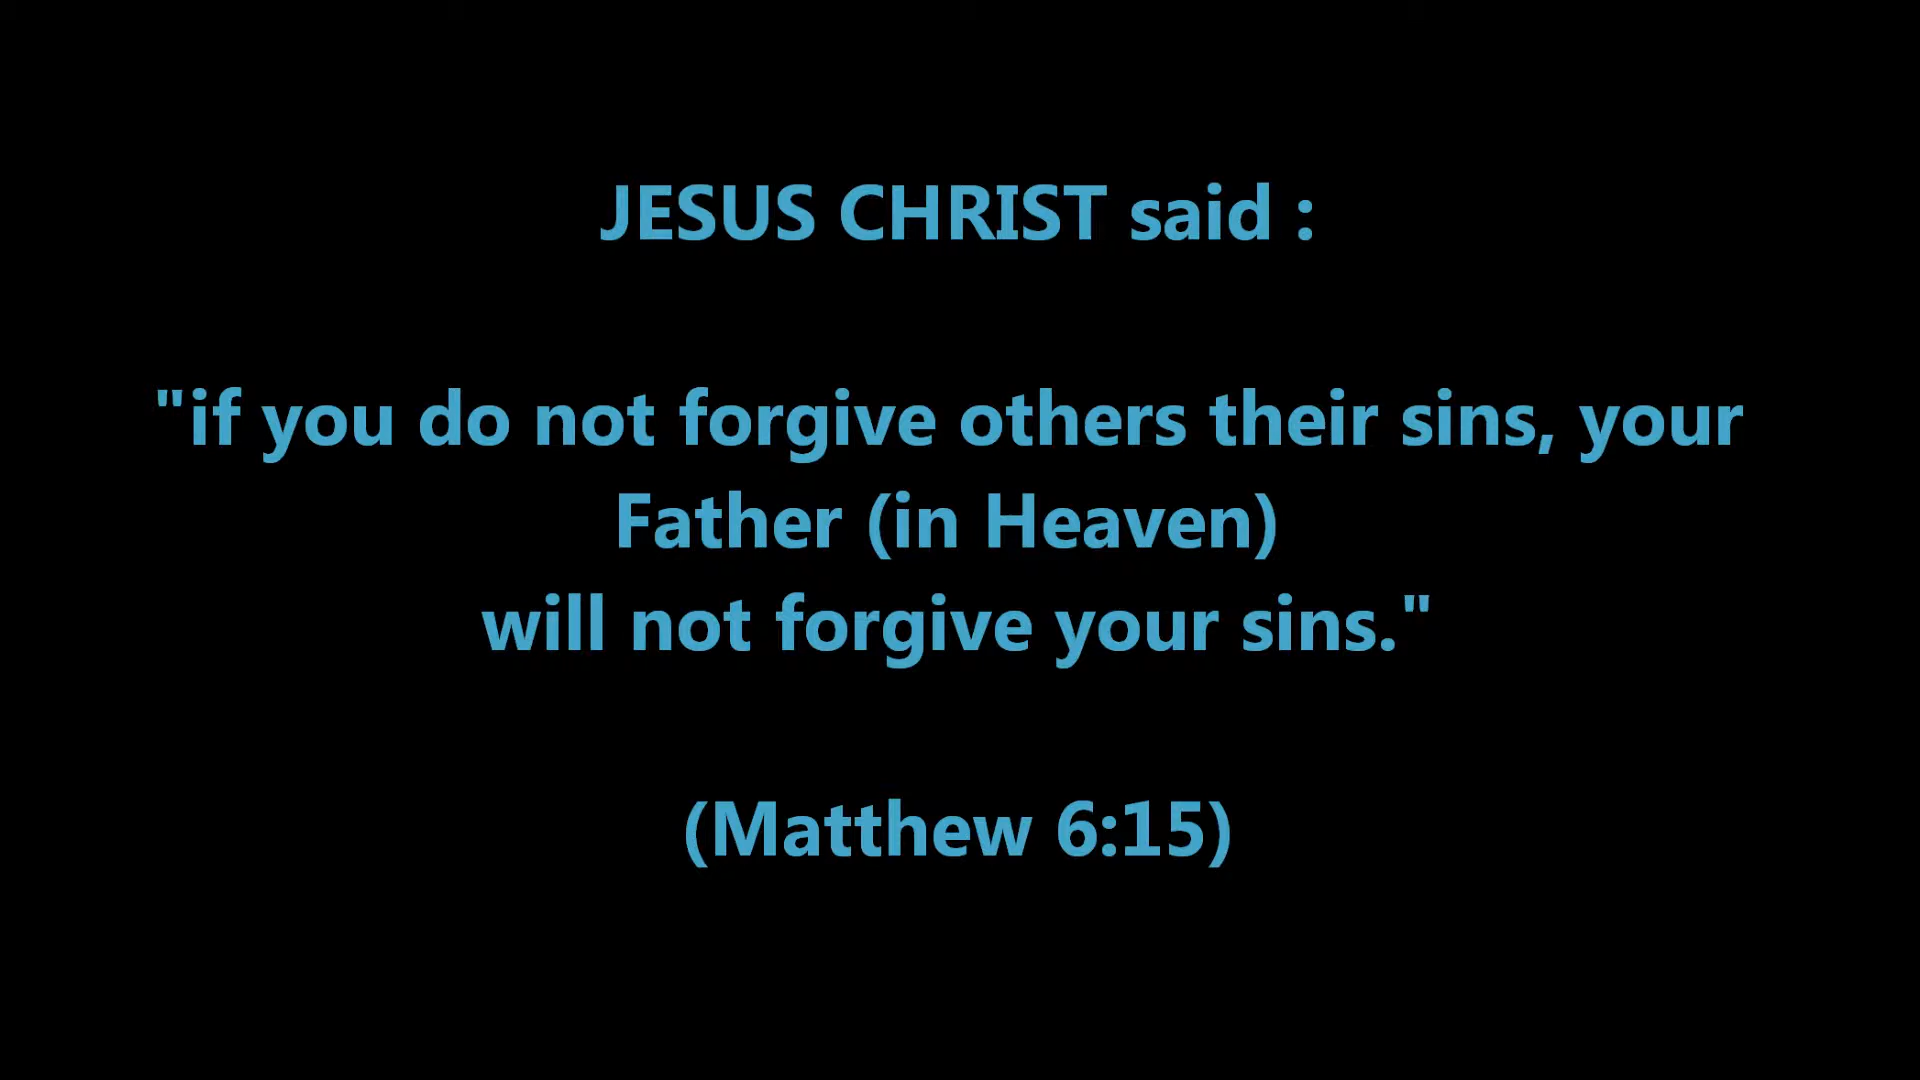 JESUS CHRIST said :
"if you do not forgive others their sins, your
Father (in Heaven)
will not forgive your sins."
(Matthew 6:15)